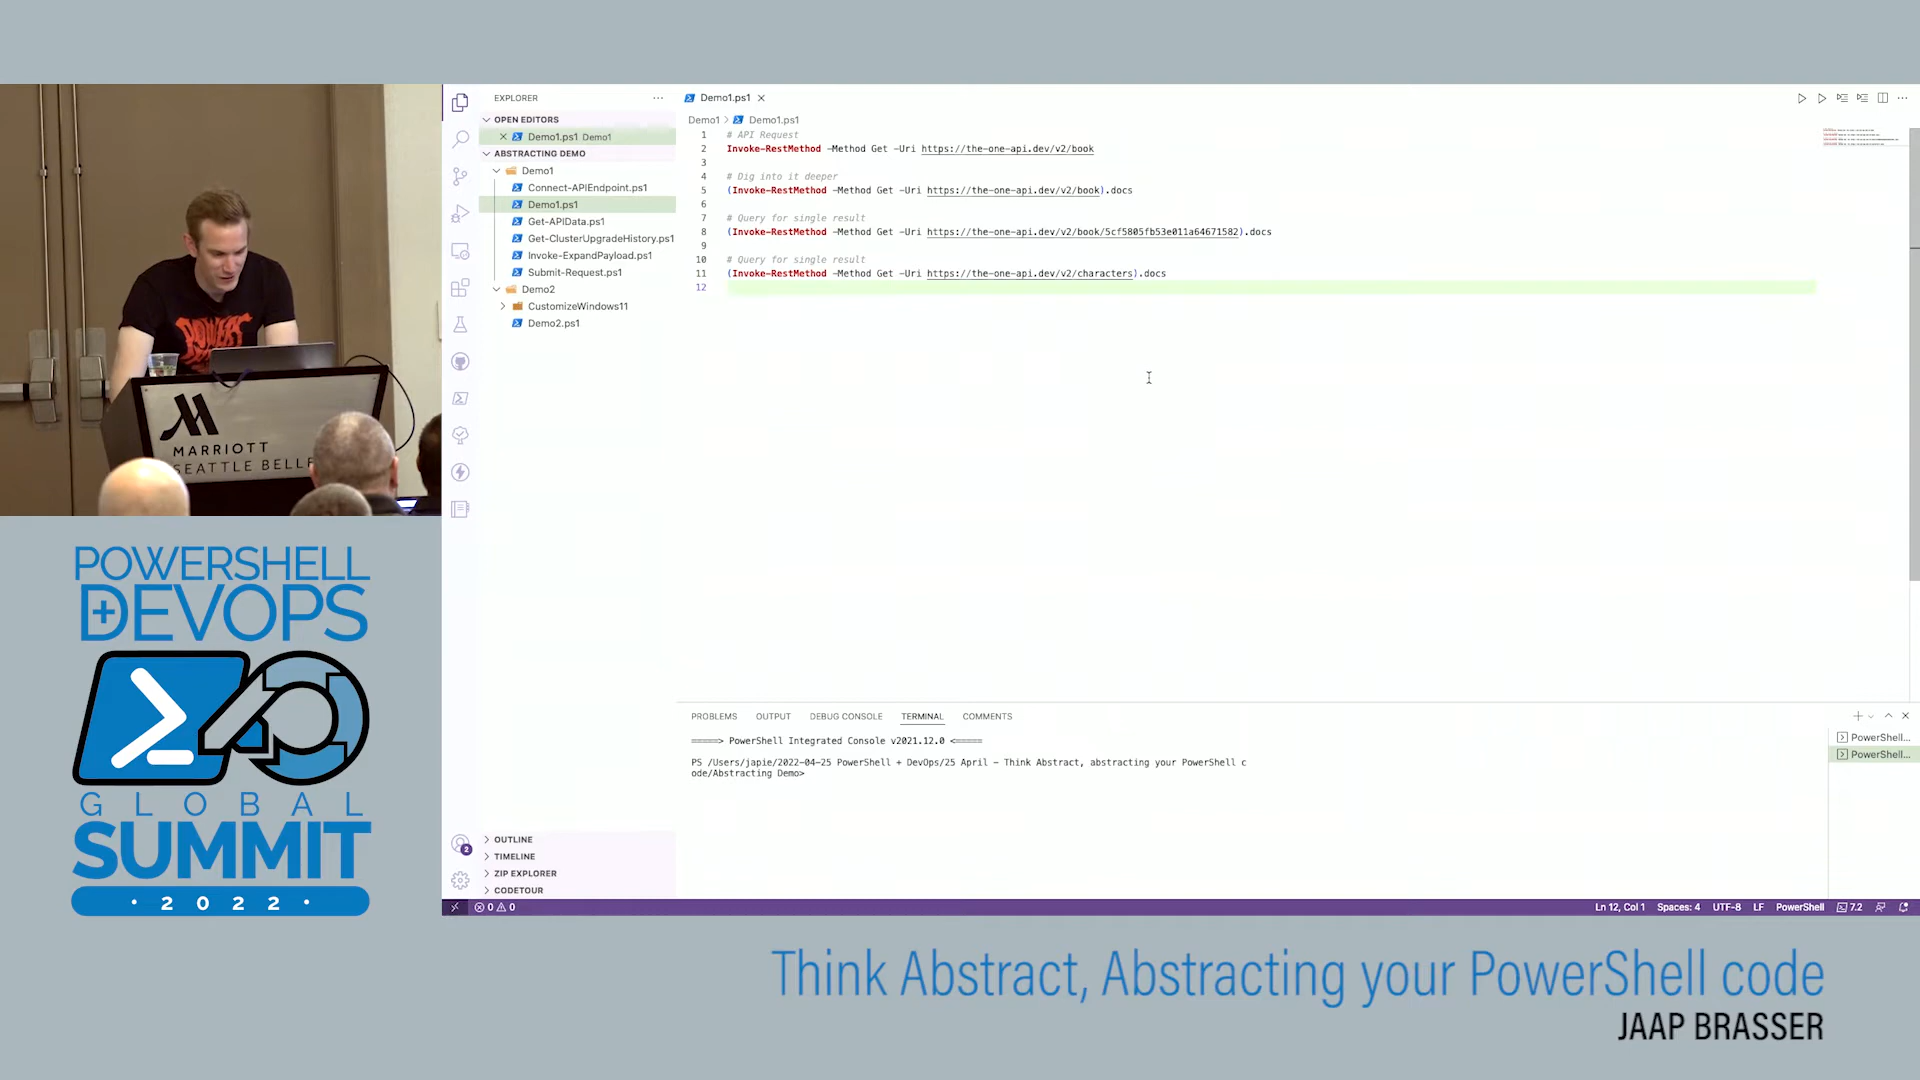 EXPLORER
OPEN EDITORS
Demo1.ps1 Demo1
ABSTRACTING DEMO
Demo1
Connect-APIEndpoint.ps1
Demo1.ps1
Get-APIData.ps1
Get-ClusterUpgradeHistory.ps1
Invoke-ExpandPayload.ps1
Submit-Request.ps1
Demo2
CustomizeWindows11
Demo2.ps1
OUTLINE
TIMELINE
ZIP EXPLORER
CODETOUR
2
Demo1.ps1
Demo1 > Demo1.ps1
1 # API Request
2 Invoke-RestMethod -Method Get -Uri https://the-one-api.dev/v2/book
3
4 # Dig into it deeper
5 (Invoke-RestMethod -Method Get -Uri https://the-one-api.dev/v2/book).docs
6
7 # Query for single result
8 (Invoke-RestMethod -Method Get -Uri https://the-one-api.dev/v2/book/5cf5805fb53e011a64671582).docs
9
10 # Query for single result
11 (Invoke-RestMethod -Method Get -Uri https://the-one-api.dev/v2/characters).docs
12
PROBLEMS OUTPUT DEBUG CONSOLE TERMINAL COMMENTS
=====> PowerShell Integrated Console v2021.12.0 <=====
PS /Users/japie/2022-04-25 PowerShell + DevOps/25 April - Think Abstract, abstracting your PowerShell c
ode/Abstracting Demo>
PowerShell...
PowerShell...
0 0
Ln 12, Col 1 Spaces: 4 UTF-8 LF PowerShell 7.2
MARRIOTT
SEATTLE BELL
POWERSHELL
+DEVOPS
GLOBAL
SUMMIT
· 2022 ·
Think Abstract, Abstracting your PowerShell code
JAAP BRASSER